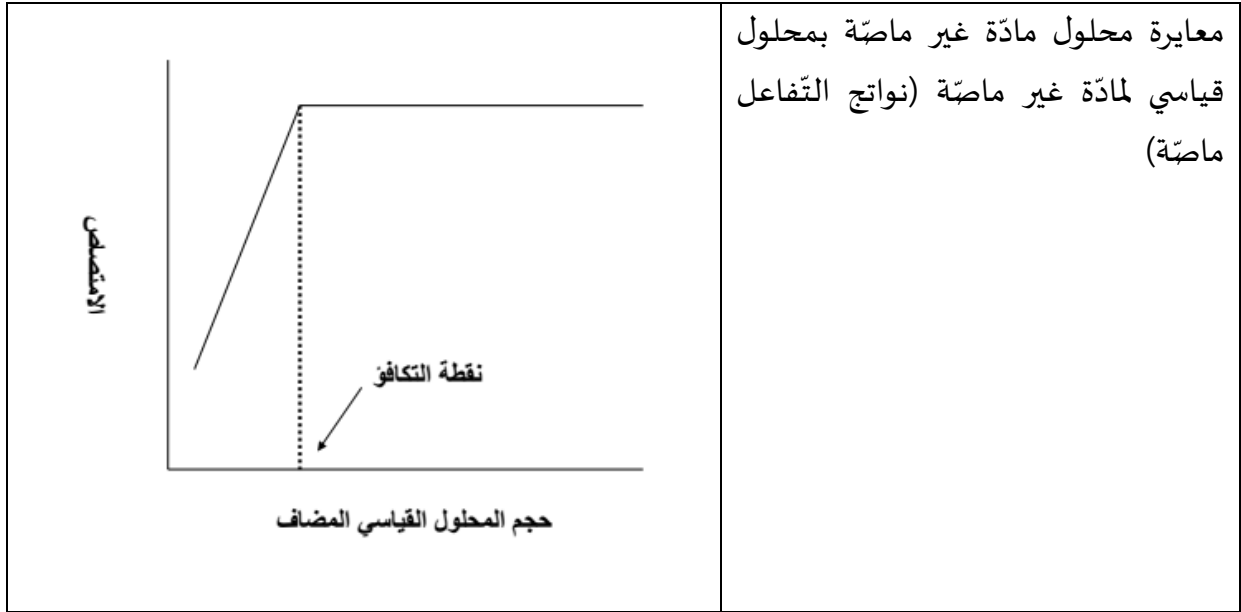 معايرة محلول مادّة غير ماصّة بمحلول
قياسي لمادّة غير ماصّة (نواتج التّفاعل
ماصّة)
الامتصاص
نقطة التكافؤ
حجم المحلول القياسي المضاف